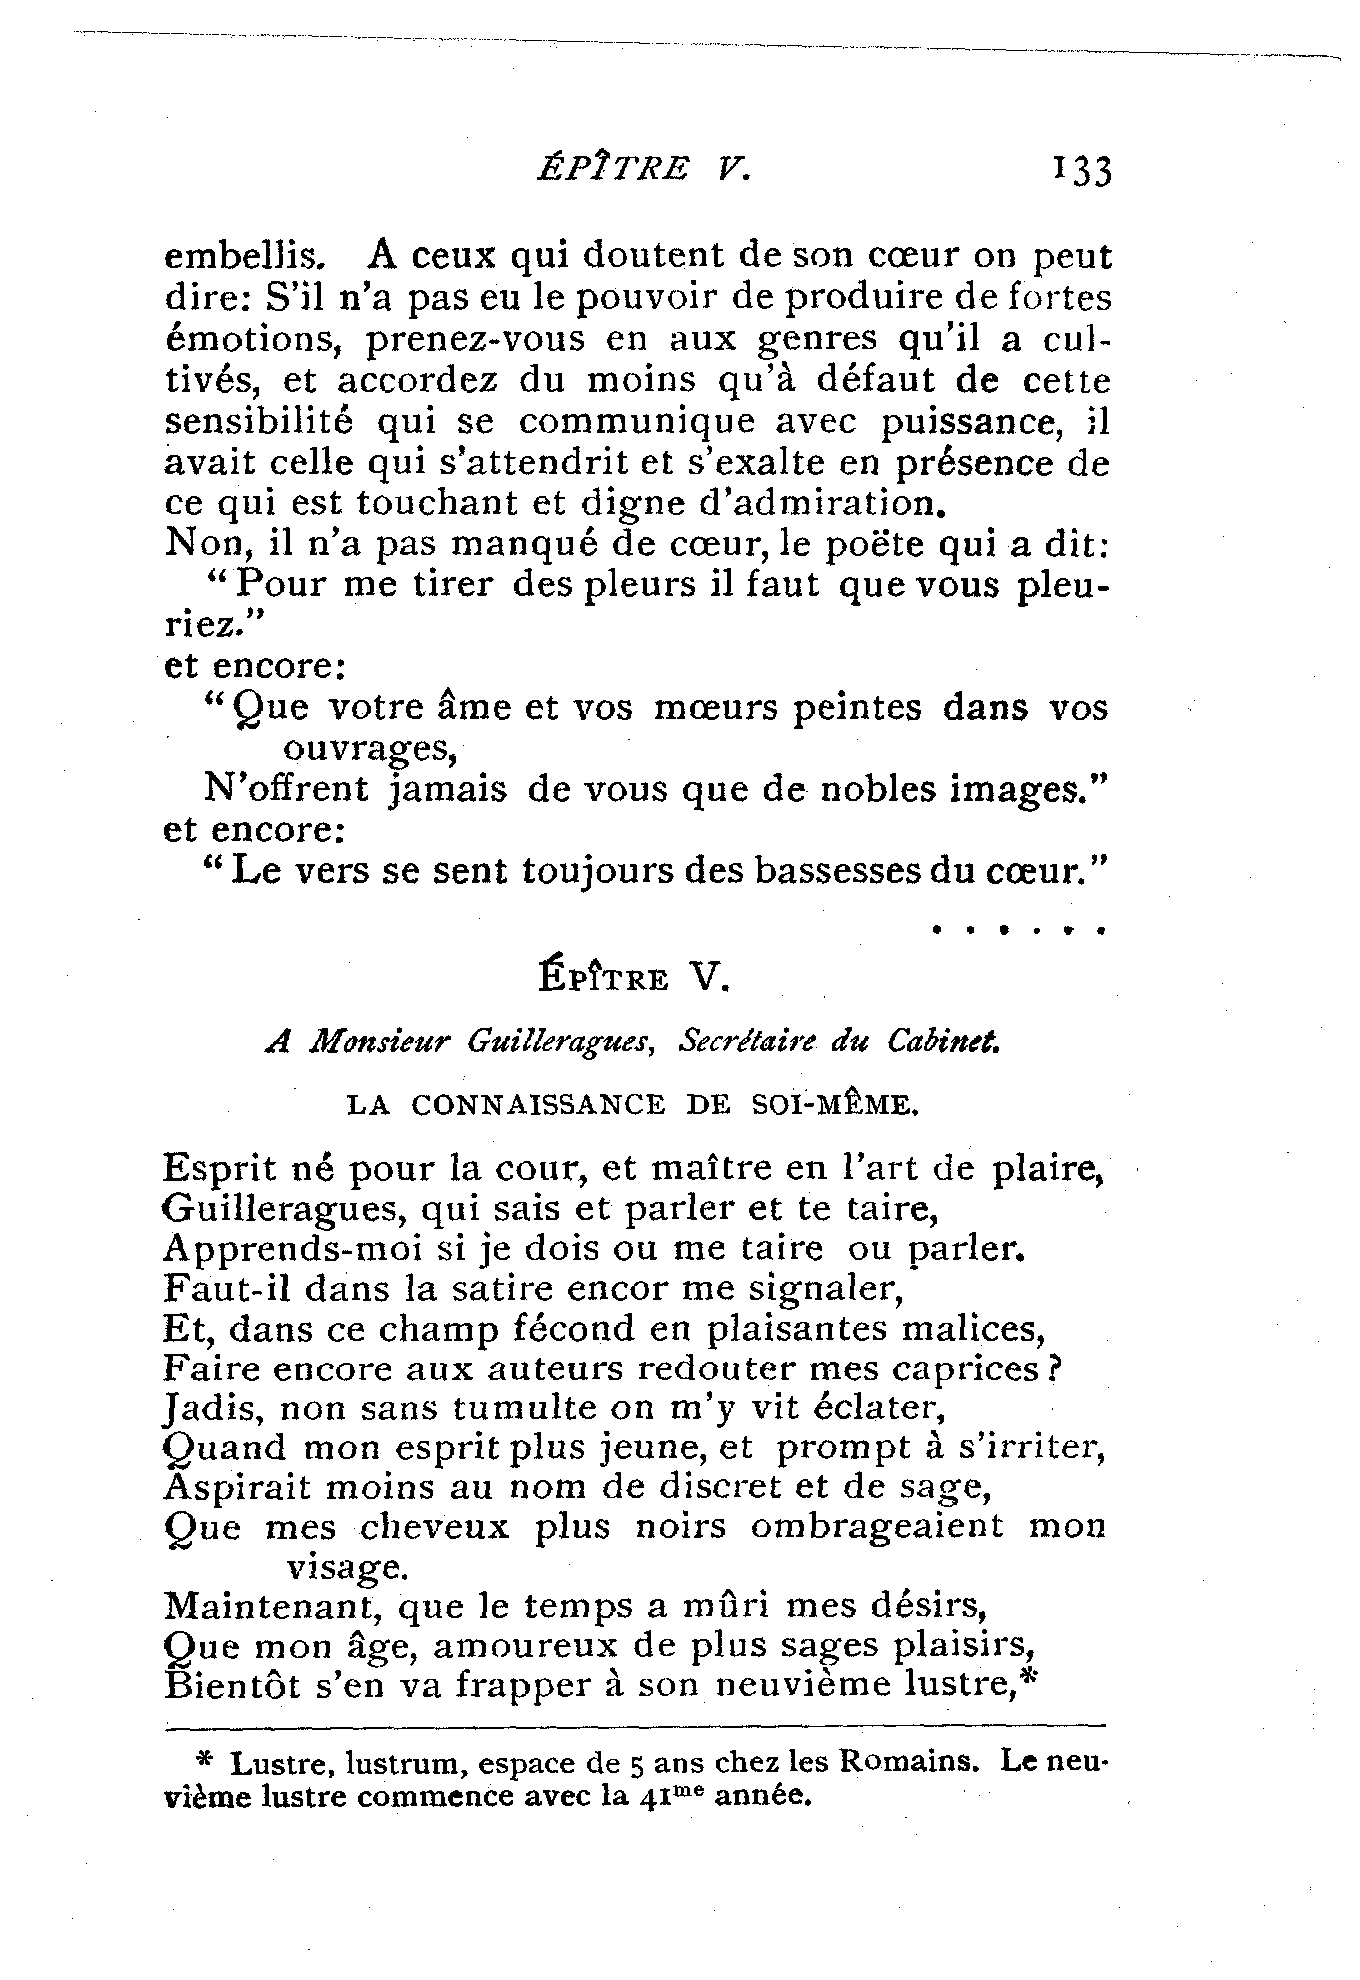 ÉPÎTRE V. 133
embellis. A ceux qui doutent de son cœur on peut
dire: S'il n'a pas eu le pouvoir de produire de fortes
émotions, prenez-vous en aux genres qu'il a cul-
tivés, et accordez du moins qu'à défaut de cette
sensibilité qui se communique avec puissance, il
avait celle qui s'attendrit et s'exalte en présence de
ce qui est touchant et digne d'admiration.
Non, il n'a pas manqué de cœur, le poëte qui a dit:
“Pour me tirer des pleurs il faut que vous pleu-
riez.”
et encore:
“Que votre âme et vos mœurs peintes dans vos
ouvrages,
N'offrent jamais de vous que de nobles images.”
et encore:
“Le vers se sent toujours des bassesses du cœur.”
. . . . . .
ÉPÎTRE V.
A Monsieur Guilleragues, Secrétaire du Cabinet.
LA CONNAISSANCE DE SOI-MÊME.
Esprit né pour la cour, et maître en l'art de plaire,
Guilleragues, qui sais et parler et te taire,
Apprends-moi si je dois ou me taire ou parler.
Faut-il dans la satire encor me signaler,
Et, dans ce champ fécond en plaisantes malices,
Faire encore aux auteurs redouter mes caprices?
Jadis, non sans tumulte on m'y vit éclater,
Quand mon esprit plus jeune, et prompt à s'irriter,
Aspirait moins au nom de discret et de sage,
Que mes cheveux plus noirs ombrageaient mon
visage.
Maintenant, que le temps a mûri mes désirs,
Que mon âge, amoureux de plus sages plaisirs,
Bientôt s'en va frapper à son neuvième lustre,*
* Lustre, lustrum, espace de 5 ans chez les Romains. Le neu-
vième lustre commence avec la 41me année.